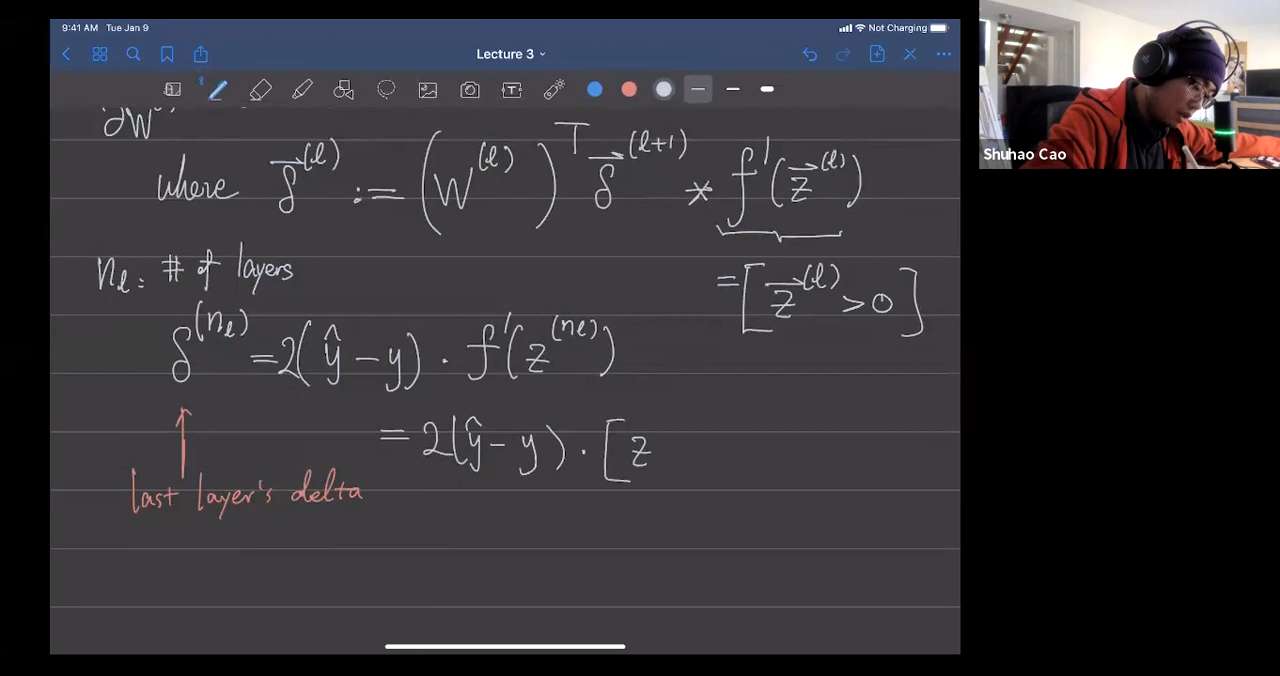 9:41 AM Tue Jan 9
Not Charging
Lecture 3
∂W
where δ⃗^(l) := (W^(l))^T δ⃗^(l+1) * f'(z⃗^(l))
= [z⃗^(l) > 0]
n_l : # of layers
δ^(n_l) = 2(ŷ - y) · f'(z^(n_l))
= 2(ŷ - y) · [z
last layer's delta
Shuhao Cao